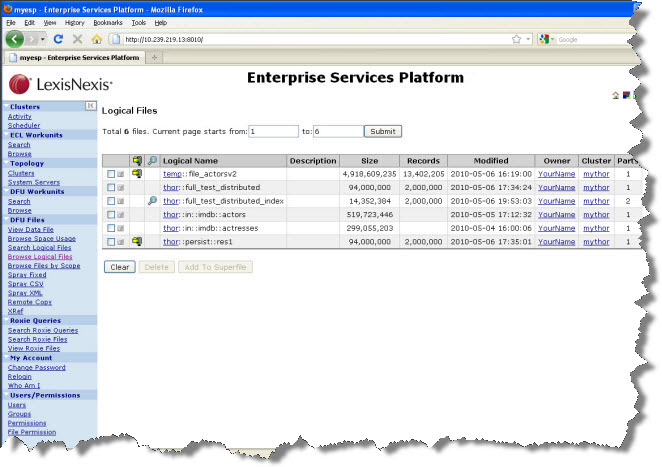 myesp - Enterprise Services Platform - Mozilla Firefox
File Edit View History Bookmarks Tools Help
http://10.239.219.13:8010/
Google
myesp - Enterprise Services Platform
LexisNexis
Enterprise Services Platform
Clusters
Activity
Scheduler
ECL Workunits
Search
Browse
Topology
Clusters
System Servers
DFU Workunits
Search
Browse
DFU Files
View Data File
Browse Space Usage
Search Logical Files
Browse Logical Files
Browse Files by Scope
Spray Fixed
Spray CSV
Spray XML
Remote Copy
XRef
Roxie Queries
Search Roxie Queries
Search Roxie Files
View Roxie Files
My Account
Change Password
Relogin
Who Am I
Users/Permissions
Users
Groups
Permissions
File Permission
Logical Files
Total 6 files. Current page starts from: 1 to: 6 Submit
Logical Name Description Size Records Modified Owner Cluster Parts
temp::file_actorsv2 4,918,609,235 13,402,205 2010-05-06 16:19:00 YourName mythor 1
thor::full_test_distributed 94,000,000 2,000,000 2010-05-06 17:34:24 YourName mythor 1
thor::full_test_distributed_index 14,352,384 2,000,000 2010-05-06 19:53:03 YourName mythor 2
thor::in::imdb::actors 519,723,446 2010-05-05 17:12:32 YourName mythor 1
thor::in::imdb::actresses 299,055,203 2010-05-04 16:00:06 YourName mythor 1
thor::persist::res1 94,000,000 2,000,000 2010-05-06 17:35:01 YourName mythor 1
Clear Delete Add To Superfile